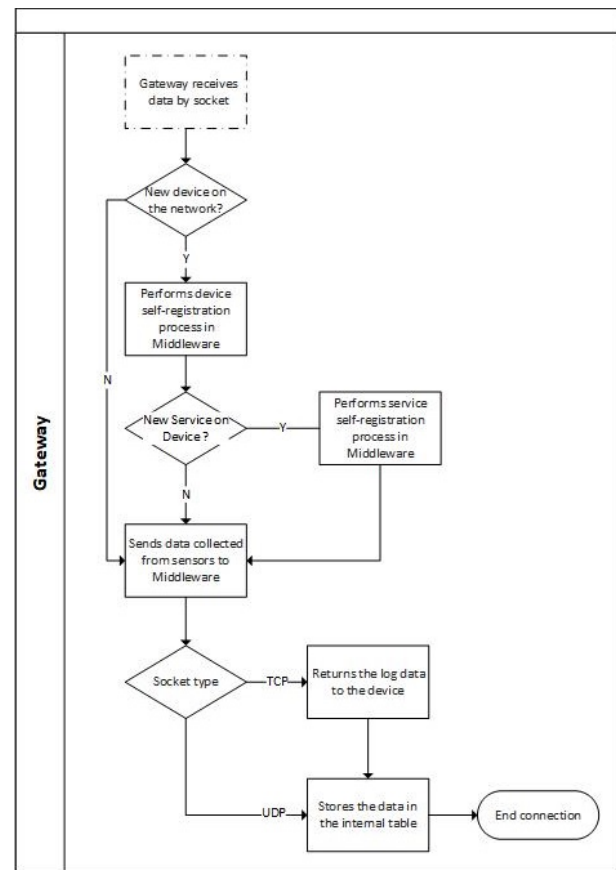 Gateway
Gateway receives
data by socket
New device on
the network?
Y
N
Performs device
self-registration
process in
Middleware
New Service on
Device ?
Y
Performs service
self-registration
process in
Middleware
N
Sends data collected
from sensors to
Middleware
Socket type
TCP
Returns the log data
to the device
UDP
Stores the data in
the internal table
End connection